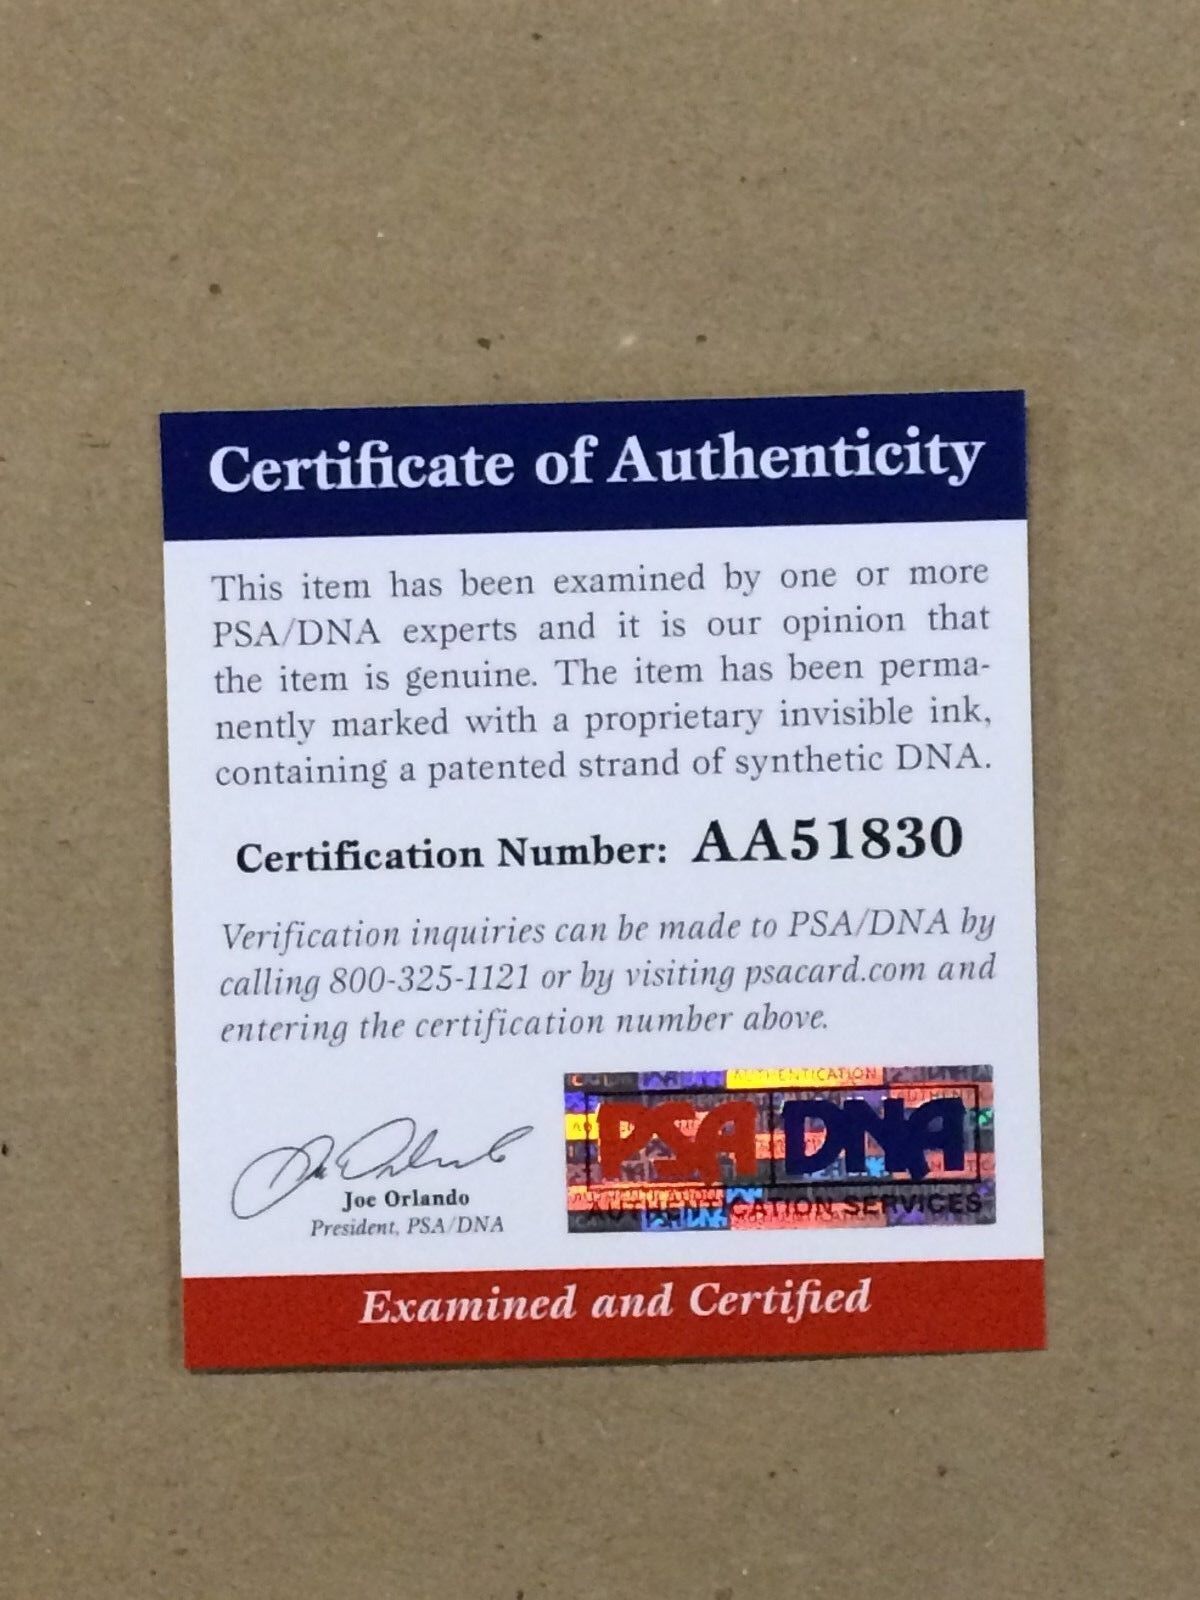 Certificate of Authenticity
This item has been examined by one or more
PSA/DNA experts and it is our opinion that
the item is genuine. The item has been perma-
nently marked with a proprietary invisible ink,
containing a patented strand of synthetic DNA.
Certification Number: AA51830
Verification inquiries can be made to PSA/DNA by
calling 800-325-1121 or by visiting psacard.com and
entering the certification number above.
Joe Orlando
President, PSA/DNA
AUTHENTICATION
PSA DNA
AUTHENTICATION SERVICES
Examined and Certified